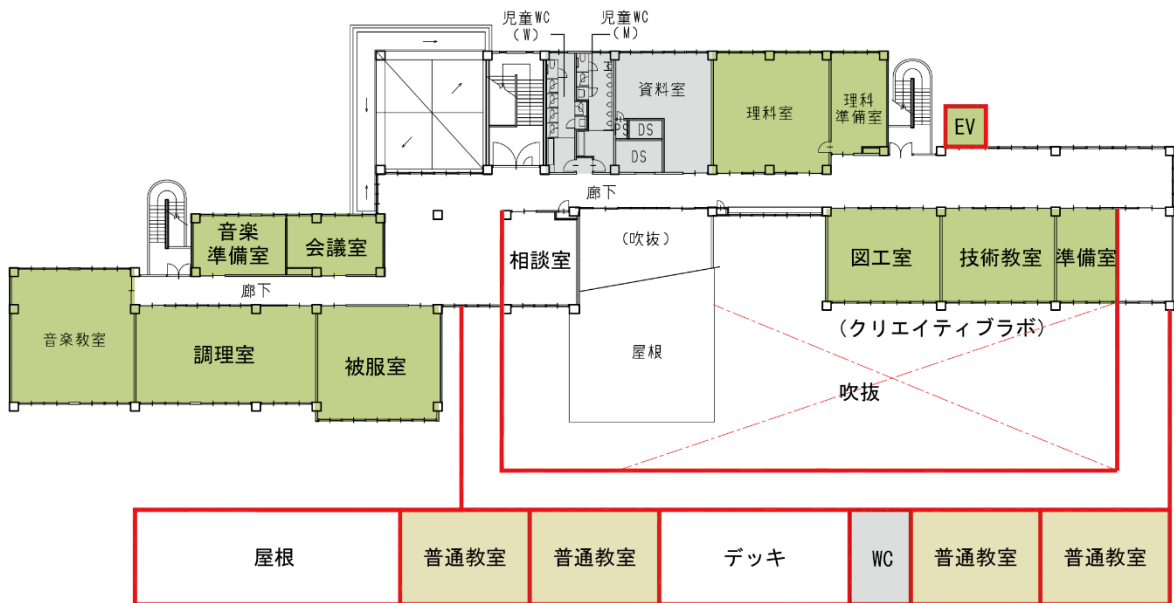 児童WC
(W)
児童WC
(M)
資料室
PS
DS
DS
理科室
理科
準備室
EV
廊下
音楽
準備室
会議室
相談室
(吹抜)
図工室
技術教室
準備室
廊下
(クリエイティブラボ)
音楽教室
調理室
被服室
屋根
吹抜
屋根
普通教室
普通教室
デッキ
WC
普通教室
普通教室